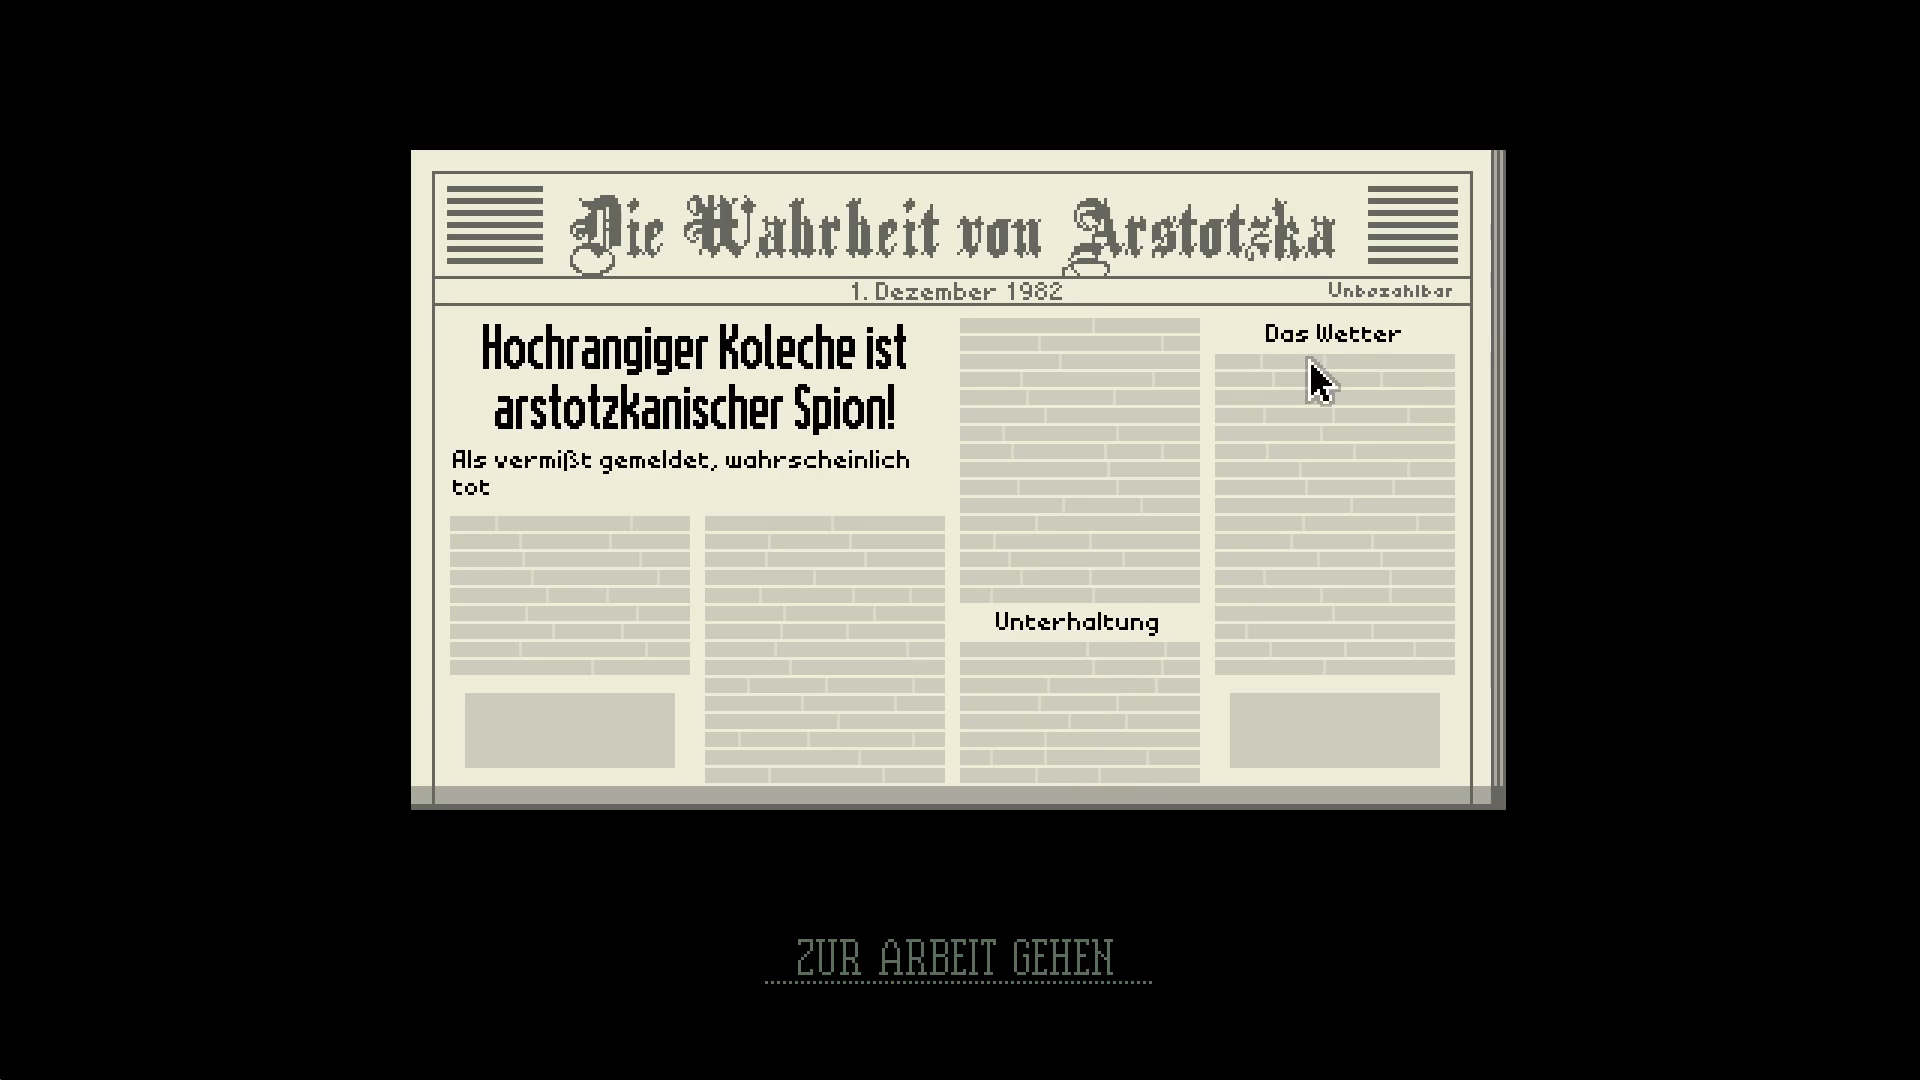 Die Wahrheit von Arstotzka
1. Dezember 1982
Unbezahlbar
Hochrangiger Koleche ist
arstotzkanischer Spion!
Als vermißt gemeldet, wahrscheinlich
tot
Unterhaltung
Das Wetter
ZUR ARBEIT GEHEN